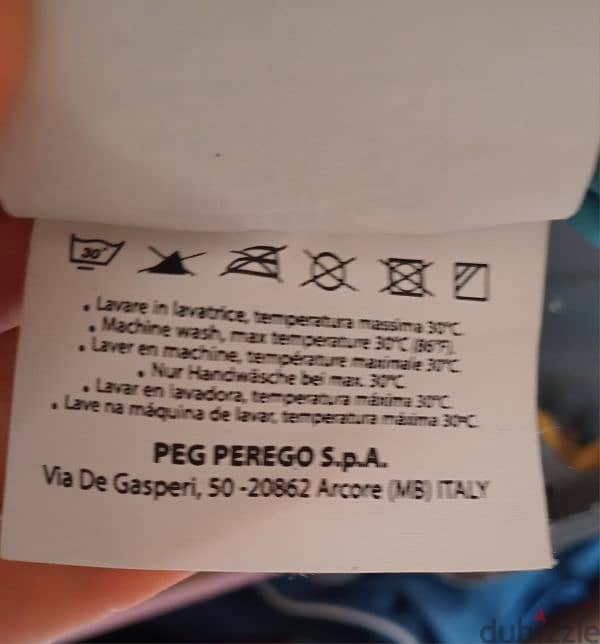 30°
• Lavare in lavatrice, temperatura massima 30°C.
• Machine wash, max temperature 30°C (86°F).
• Laver en machine, température maximale 30°C.
• Nur Handwäsche bei max. 30°C.
• Lavar en lavadora, temperatura máxima 30°C.
• Lave na máquina de lavar, temperatura máxima 30°C.
PEG PEREGO S.p.A.
Via De Gasperi, 50 -20862 Arcore (MB) ITALY
dubizzle